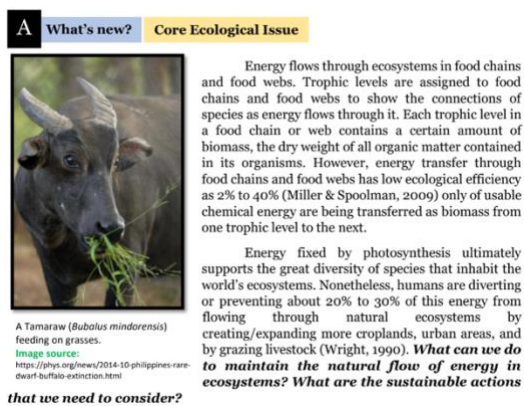 A What's new? Core Ecological Issue
Energy flows through ecosystems in food chains
and food webs. Trophic levels are assigned to food
chains and food webs to show the connections of
species as energy flows through it. Each trophic level in
a food chain or web contains a certain amount of
biomass, the dry weight of all organic matter contained
in its organisms. However, energy transfer through
food chains and food webs has low ecological efficiency
as 2% to 40% (Miller & Spoolman, 2009) only of usable
chemical energy are being transferred as biomass from
one trophic level to the next.
Energy fixed by photosynthesis ultimately
supports the great diversity of species that inhabit the
world's ecosystems. Nonetheless, humans are diverting
or preventing about 20% to 30% of this energy from
flowing through natural ecosystems by
creating/expanding more croplands, urban areas, and
by grazing livestock (Wright, 1990). What can we do
to maintain the natural flow of energy in
ecosystems? What are the sustainable actions
that we need to consider?
A Tamaraw (Bubalus mindorensis)
feeding on grasses.
Image source:
https://phys.org/news/2014-10-philippines-rare-
dwarf-buffalo-extinction.html